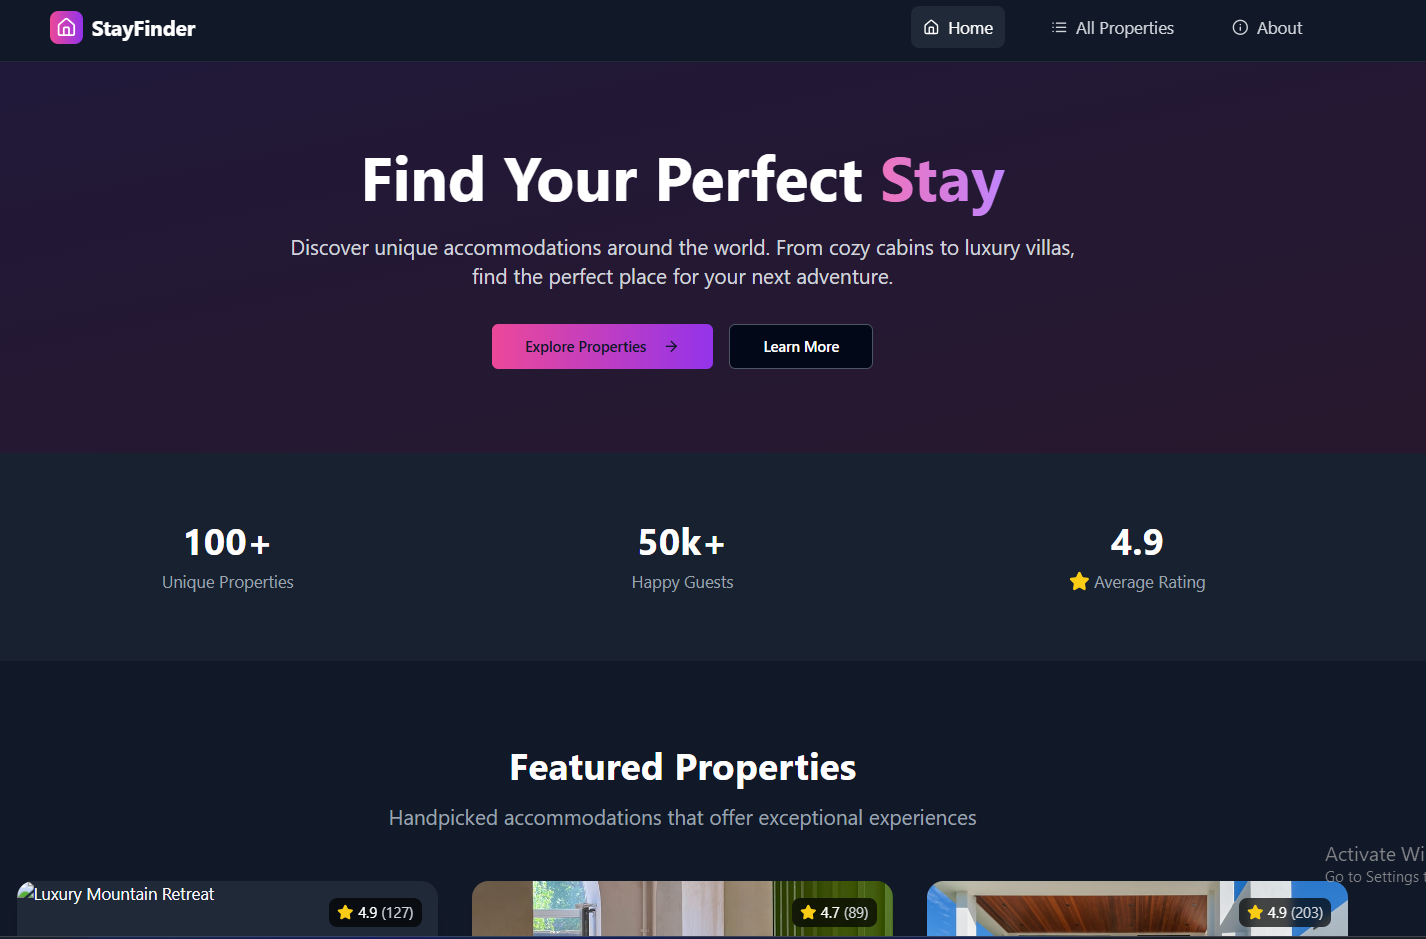 StayFinder
Home
All Properties
About
Find Your Perfect Stay
Discover unique accommodations around the world. From cozy cabins to luxury villas,
find the perfect place for your next adventure.
Explore Properties
Learn More
100+
Unique Properties
50k+
Happy Guests
4.9
Average Rating
Featured Properties
Handpicked accommodations that offer exceptional experiences
Activate Wi
Go to Settings t
Luxury Mountain Retreat
4.9 (127)
4.7 (89)
4.9 (203)